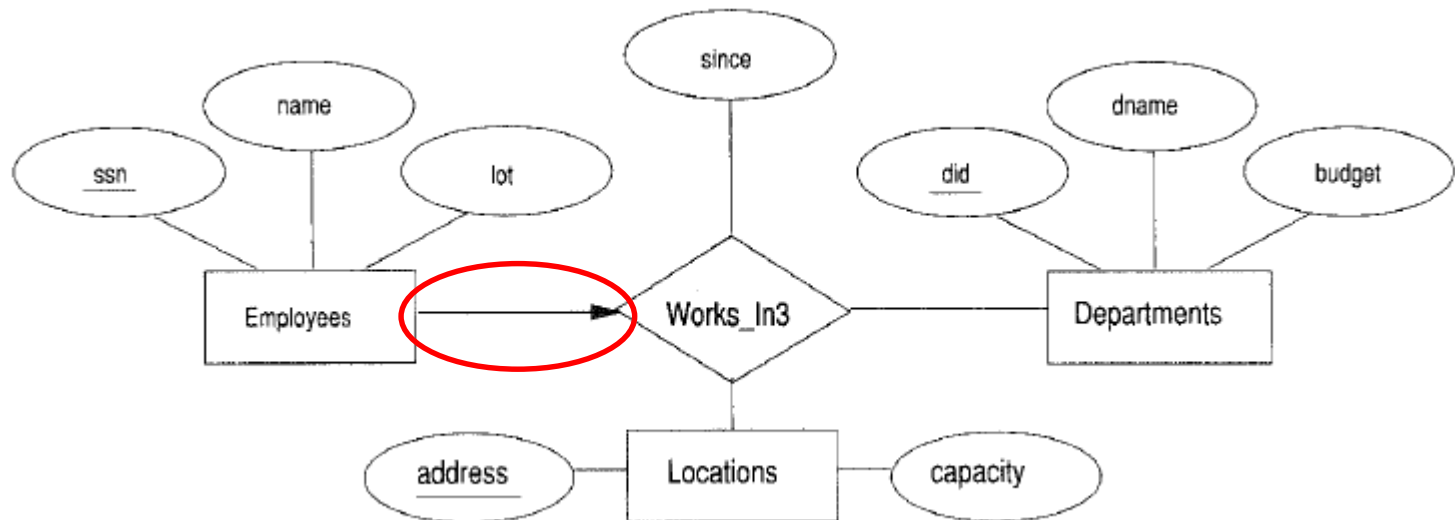 since
name
dname
ssn
lot
did
budget
Employees
Works_In3
Departments
address
Locations
capacity